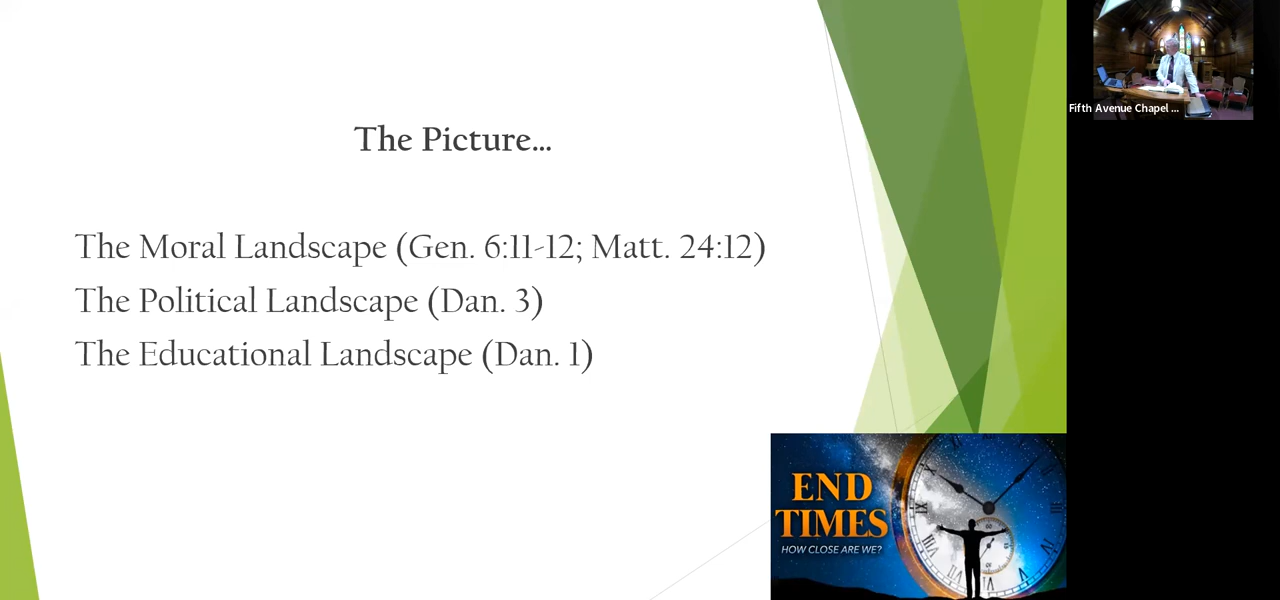 The Picture...
The Moral Landscape (Gen. 6:11-12; Matt. 24:12)
The Political Landscape (Dan. 3)
The Educational Landscape (Dan. 1)
END
TIMES
HOW CLOSE ARE WE?
Fifth Avenue Chapel ...